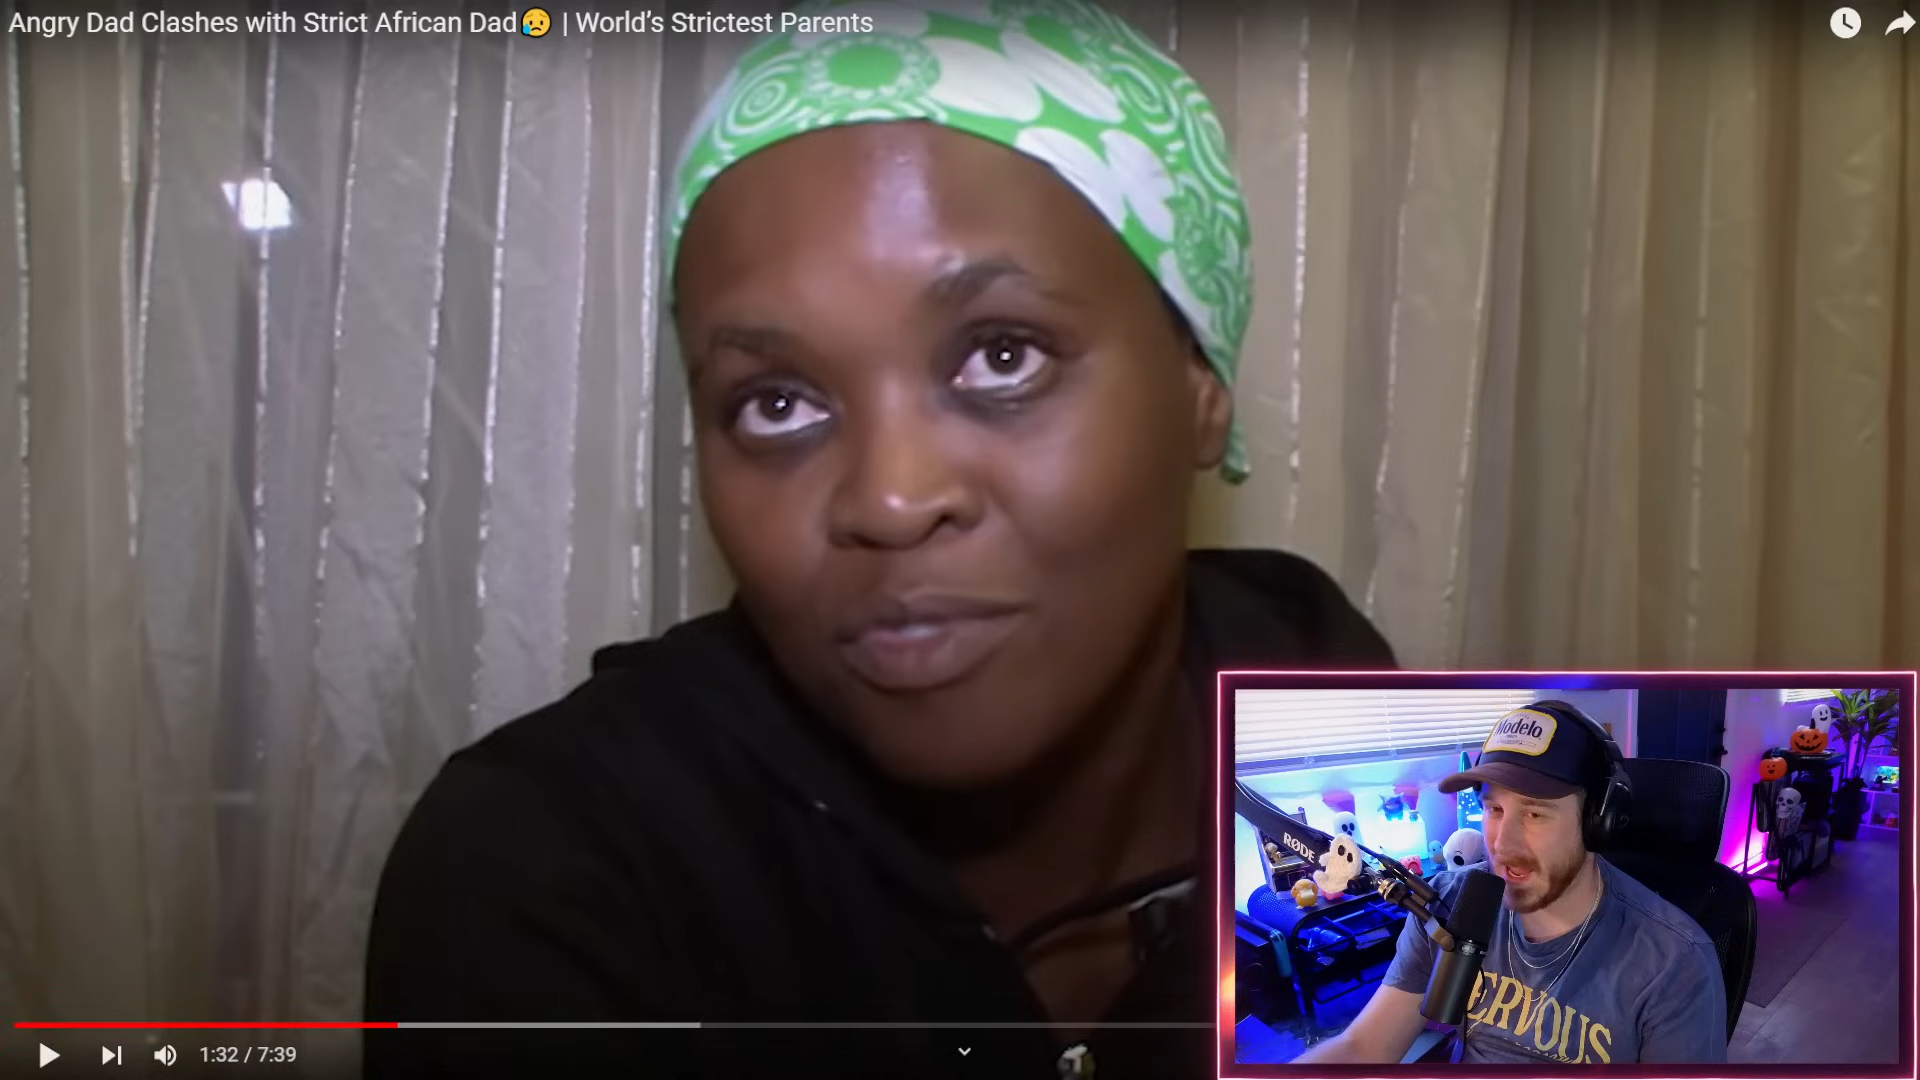 Angry Dad Clashes with Strict African Dad😥 | World's Strictest Parents
Modelo
RØDE
ERVOUS
1:32 / 7:39